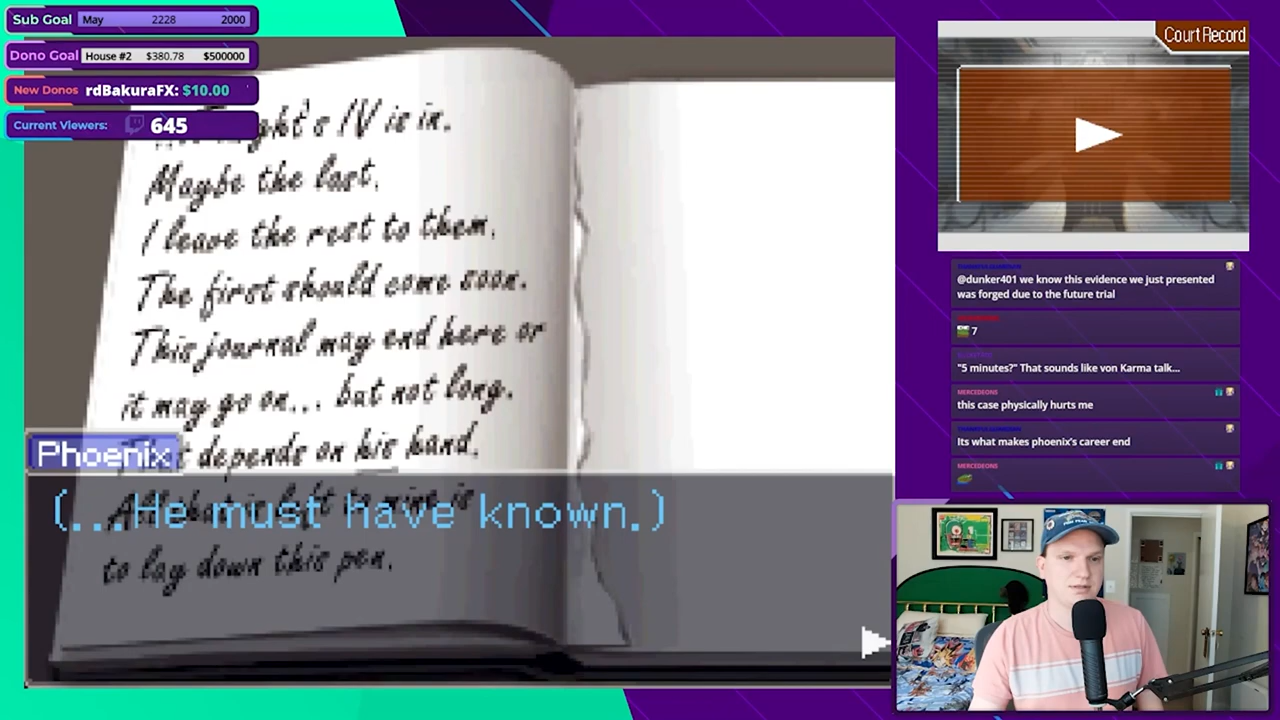 Sub Goal May 2228 2000
Dono Goal House #2 $380.78 $500000
New Donos rdBakuraFX: $10.00
Current Viewers: 645
IV is in.
Maybe the last.
I leave the rest to them.
The first should come soon.
This journal may end here or
it may go on... but not long.
depends on his hand.
to lay down this pen.
Phoenix
(...He must have known.)
Court Record
@dunker401 we know this evidence we just presented
was forged due to the future trial
7
"5 minutes?" That sounds like von Karma talk...
MERCEDEONS
this case physically hurts me
Its what makes phoenix's career end
MERCEDEONS